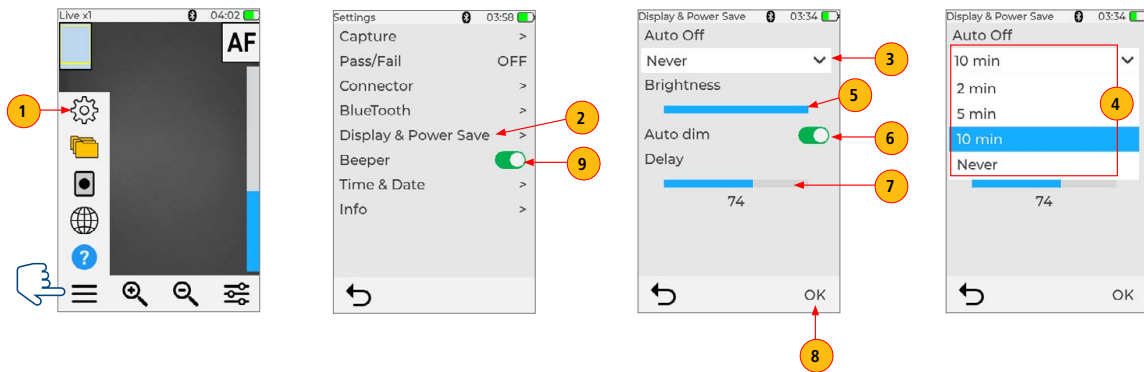 Live x1 04:02
AF
1
?
Settings 03:58
Capture >
Pass/Fail OFF
Connector >
BlueTooth >
Display & Power Save >
2
Beeper
9
Time & Date >
Info >
Display & Power Save 03:34
Auto Off
Never
3
Brightness
5
Auto dim
6
Delay
7
74
OK
8
Display & Power Save 03:34
Auto Off
10 min
2 min
4
5 min
10 min
Never
74
OK